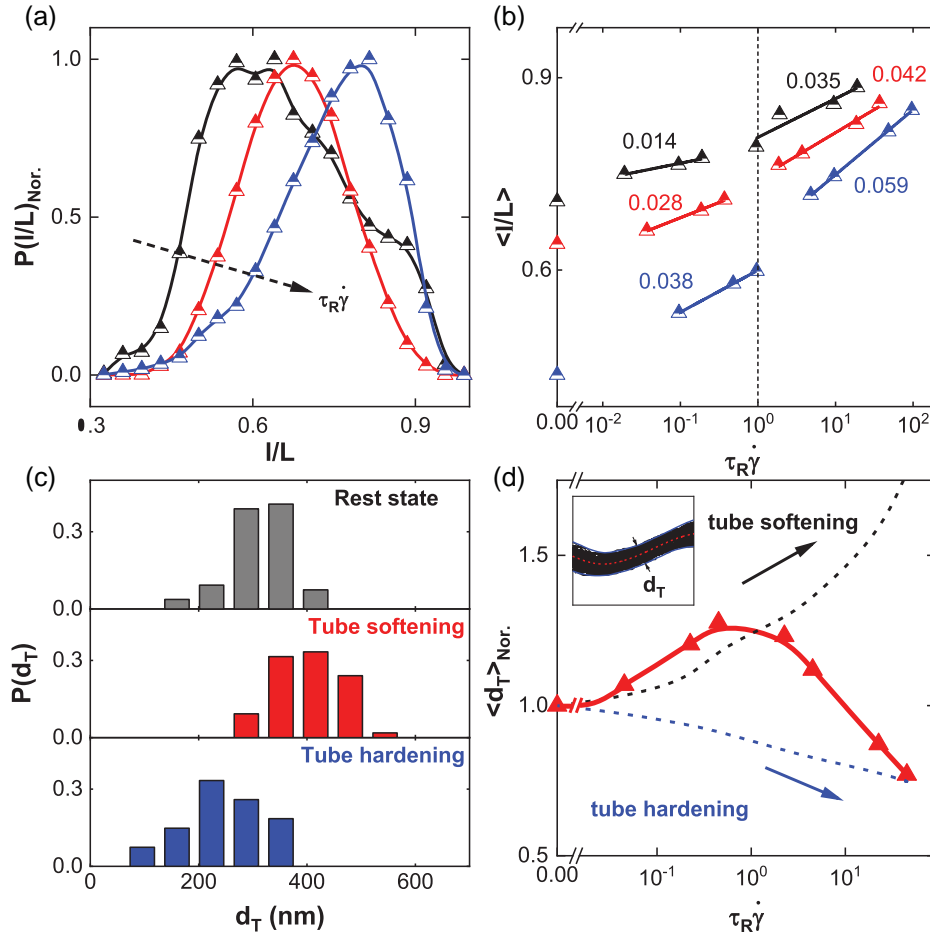 (a)
P(l/L)Nor.
1.0
0.5
0.0
0.3
0.6
0.9
l/L
τRγ̇
(b)
<l/L>
0.9
0.6
0.035
0.042
0.014
0.028
0.059
0.038
0.00
10⁻²
10⁻¹
10⁰
10¹
10²
τRγ̇
(c)
Rest state
0.3
0.0
Tube softening
0.3
0.0
Tube hardening
0.3
0.0
P(dT)
0
200
400
600
dT (nm)
(d)
<dT>Nor.
1.5
1.0
0.5
tube softening
dT
tube hardening
0.00
10⁻¹
10⁰
10¹
τRγ̇